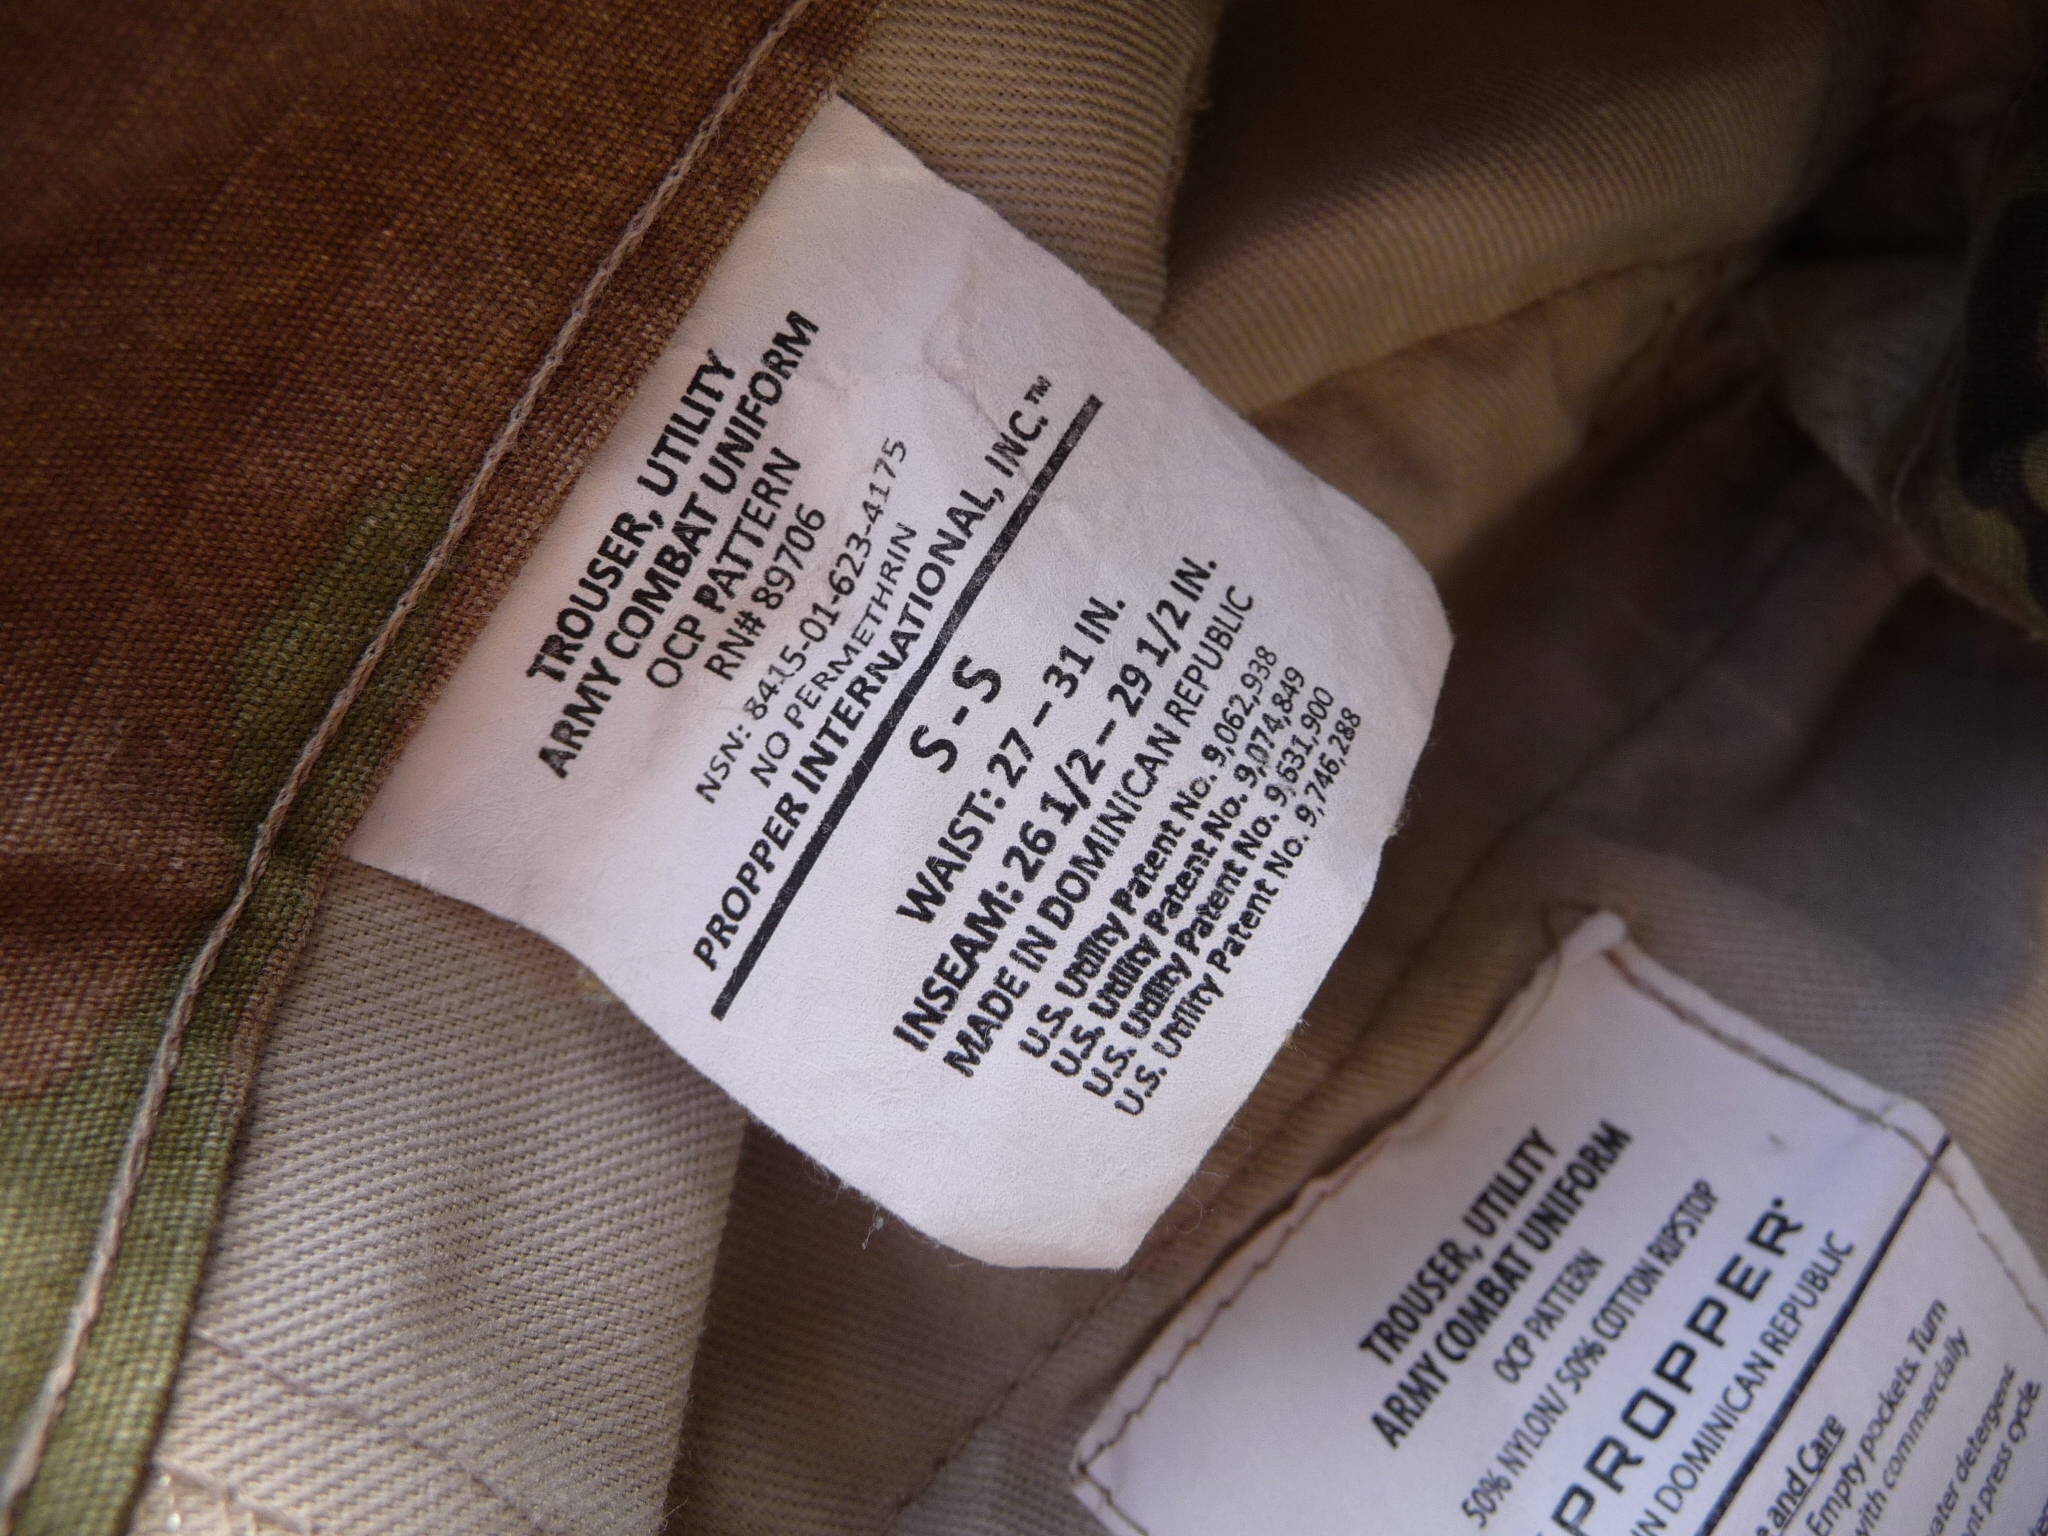 TROUSER, UTILITY
ARMY COMBAT UNIFORM
OCP PATTERN
RN# 89706
NSN: 8415-01-623-4175
NO PERMETHRIN
PROPPER INTERNATIONAL, INC.™
S - S
WAIST: 27 – 31 IN.
INSEAM: 26 1/2 – 29 1/2 IN.
MADE IN DOMINICAN REPUBLIC
U.S. Utility Patent No. 9,062,938
U.S. Utility Patent No. 9,074,849
U.S. Utility Patent No. 9,631,900
U.S. Utility Patent No. 9,746,288
TROUSER, UTILITY
ARMY COMBAT UNIFORM
OCP PATTERN
50% NYLON/ 50% COTTON RIPSTOP
PROPPER
IN DOMINICAN REPUBLIC
and Care
Empty pockets. Turn
with commercially
detergent
press cycle.